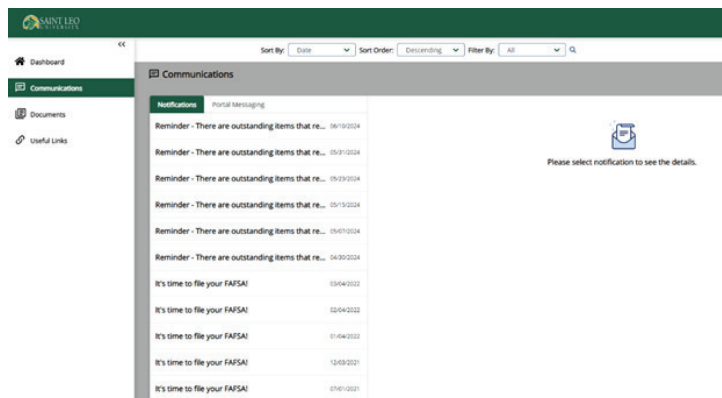 SAINT LEO
UNIVERSITY
<<
Sort By: Date Sort Order: Descending Filter By: All
Dashboard
Communications
Documents
Useful Links
Communications
Notifications Portal Messaging
Reminder - There are outstanding items that re... 06/10/2024
Reminder - There are outstanding items that re... 05/31/2024
Reminder - There are outstanding items that re... 05/23/2024
Reminder - There are outstanding items that re... 05/15/2024
Reminder - There are outstanding items that re... 05/07/2024
Reminder - There are outstanding items that re... 04/30/2024
It's time to file your FAFSA! 03/04/2022
It's time to file your FAFSA! 02/04/2022
It's time to file your FAFSA! 01/04/2022
It's time to file your FAFSA! 12/03/2021
It's time to file your FAFSA! 07/01/2021
Please select notification to see the details.